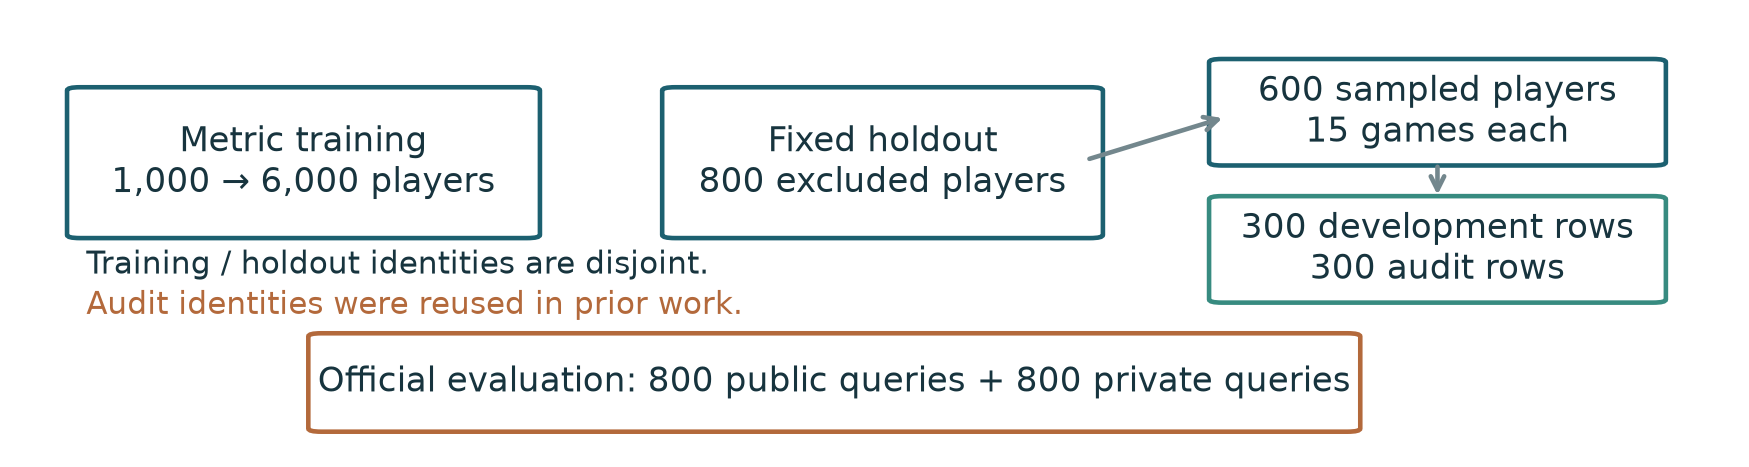 Metric training
1,000 → 6,000 players
Fixed holdout
800 excluded players
600 sampled players
15 games each
300 development rows
300 audit rows
Training / holdout identities are disjoint.
Audit identities were reused in prior work.
Official evaluation: 800 public queries + 800 private queries